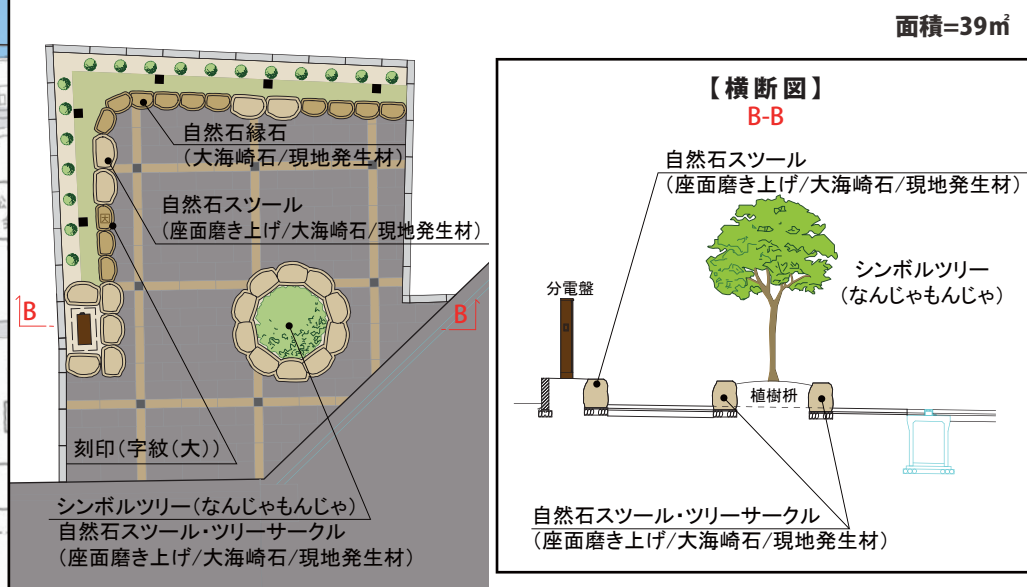 面積=39㎡
自然石縁石
(大海崎石/現地発生材)
自然石スツール
(座面磨き上げ/大海崎石/現地発生材)
大
B
B
刻印(字紋(大))
シンボルツリー(なんじゃもんじゃ)
自然石スツール・ツリーサークル
(座面磨き上げ/大海崎石/現地発生材)
【横断図】
B-B
自然石スツール
(座面磨き上げ/大海崎石/現地発生材)
シンボルツリー
(なんじゃもんじゃ)
分電盤
植樹枡
自然石スツール・ツリーサークル
(座面磨き上げ/大海崎石/現地発生材)